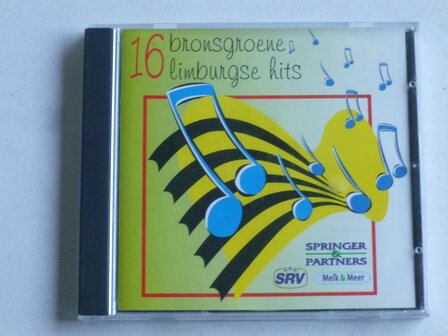 16 bronsgroene
limburgse hits
SPRINGER
&
PARTNERS
SRV
Melk & Meer